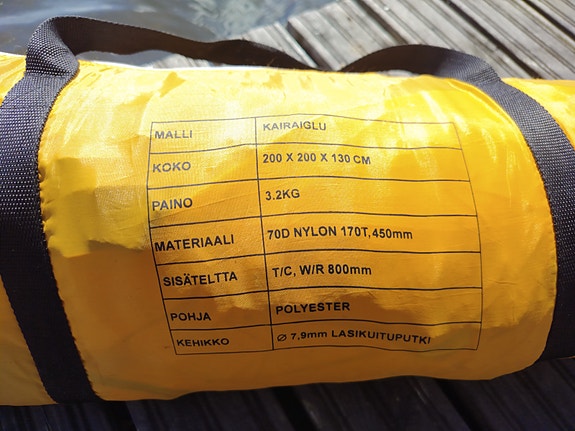 MALLI KAIRAIGLU
KOKO 200 X 200 X 130 CM
PAINO 3.2KG
MATERIAALI 70D NYLON 170T,450mm
SISÄTELTTA T/C, W/R 800mm
POHJA POLYESTER
KEHIKKO Ø 7,9mm LASIKUITUPUTKI